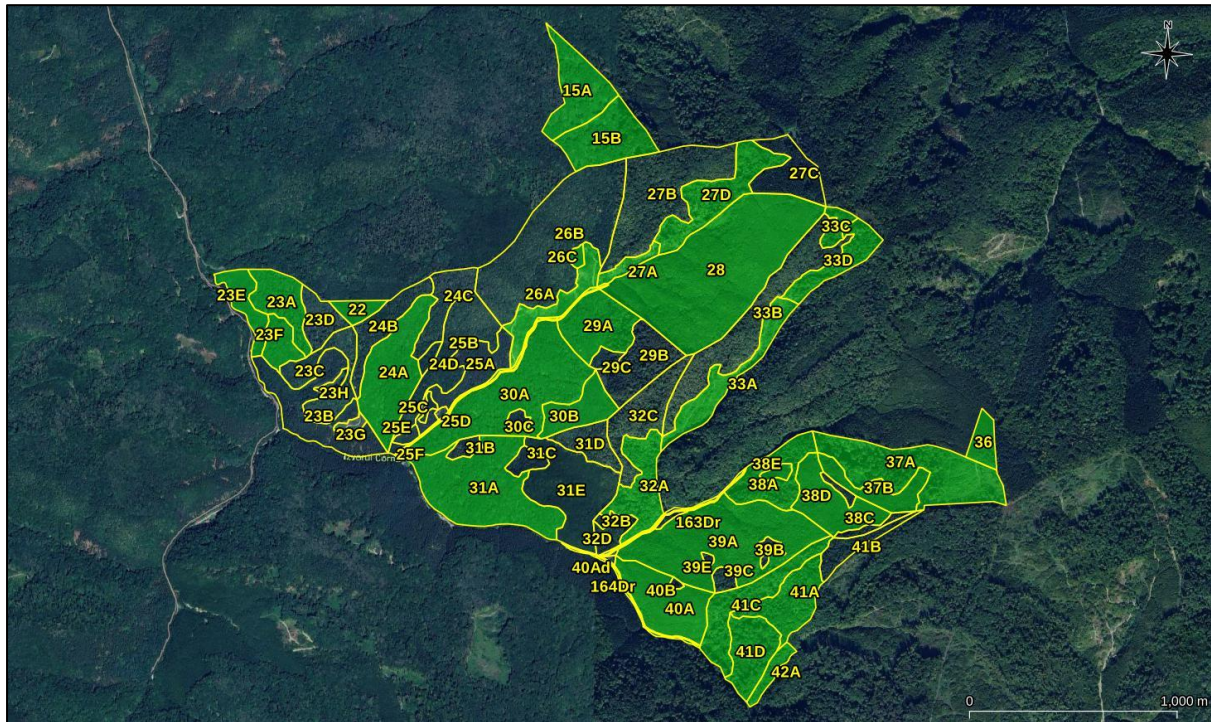 N
15A
15B
27C
27B
27D
33C
26B
26C
33D
27A
28
24C
26A
23E
23A
22
23D
24B
33B
29A
23F
25B
29B
24D
25A
29C
23C
24A
33A
23H
30A
25C
32C
23B
25D
30B
30C
25E
23G
36
31D
25F
31B
31C
37A
38E
31A
31E
32A
38A
37B
38D
32B
163Dr
38C
32D
39A
39B
41B
40Ad
39E
39C
164Dr
40B
41A
40A
41C
41D
42A
0
1,000 m